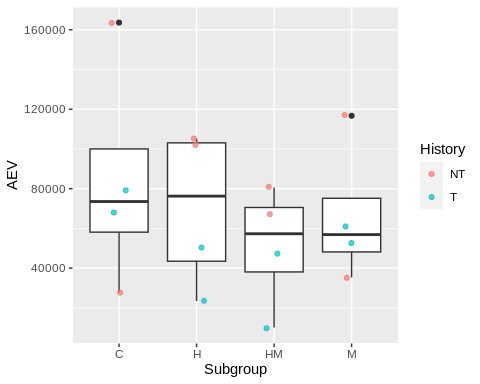 160000
120000
80000
40000
AEV
C H HM M
Subgroup
History
NT
T